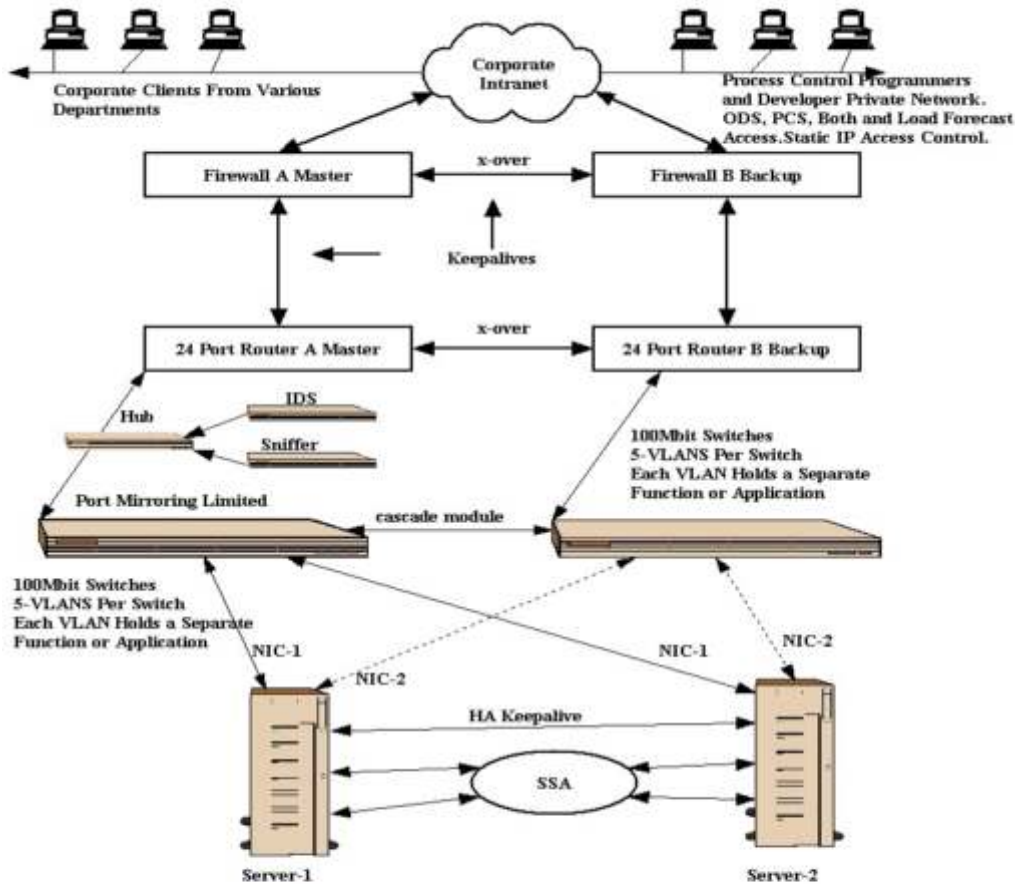 Corporate Intranet
Corporate Clients From Various
Departments
Process Control Programmers
and Developer Private Network.
ODS, PCS, Both and Load Forecast
Access.Static IP Access Control.
Firewall A Master
x-over
Firewall B Backup
Keepalives
24 Port Router A Master
x-over
24 Port Router B Backup
Hub
IDS
Sniffer
100Mbit Switches
5-VLANS Per Switch
Each VLAN Holds a Separate
Function or Application
Port Mirroring Limited
cascade module
100Mbit Switches
5-VLANS Per Switch
Each VLAN Holds a Separate
Function or Application
NIC-1
NIC-2
NIC-1
NIC-2
HA Keepalive
SSA
Server-1
Server-2